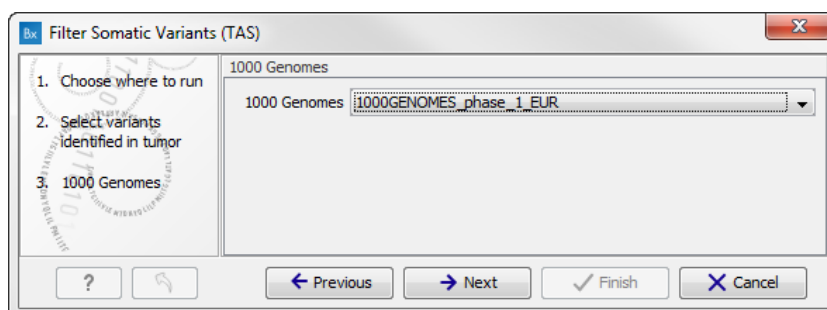 Bx Filter Somatic Variants (TAS)
1. Choose where to run
2. Select variants
identified in tumor
3. 1000 Genomes
1000 Genomes
1000 Genomes 1000GENOMES_phase_1_EUR
? Previous Next Finish Cancel